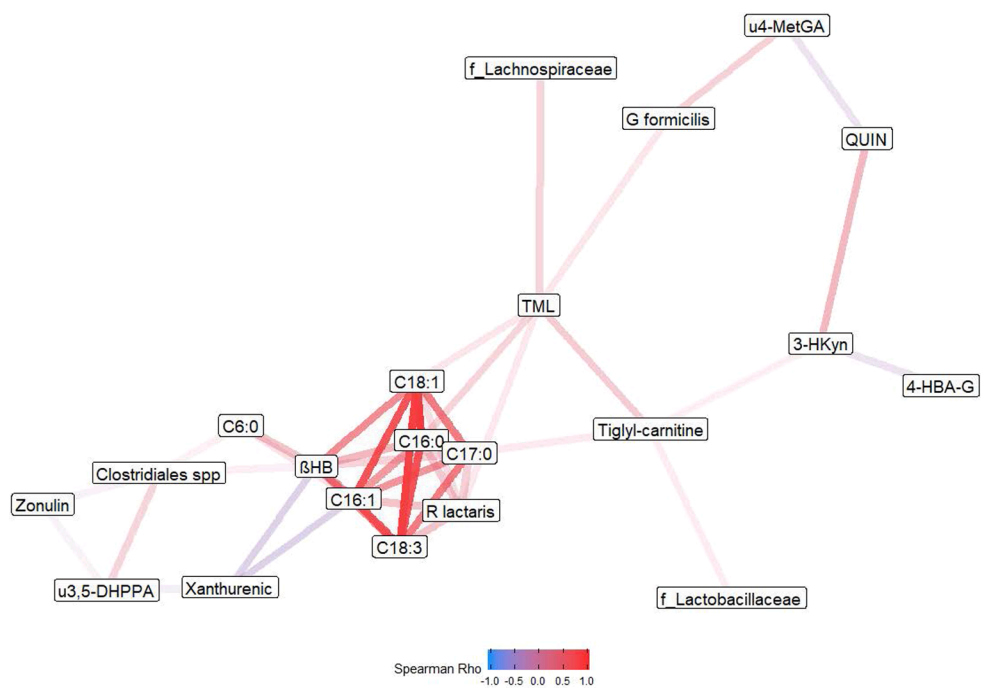 u4-MetGA
f_Lachnospiraceae
G formicilis
QUIN
TML
3-HKyn
C18:1
4-HBA-G
C6:0
Tiglyl-carnitine
C16:0
C17:0
ßHB
Clostridiales spp
C16:1
Zonulin
R lactaris
C18:3
u3,5-DHPPA
Xanthurenic
f_Lactobacillaceae
Spearman Rho
-1.0 -0.5 0.0 0.5 1.0